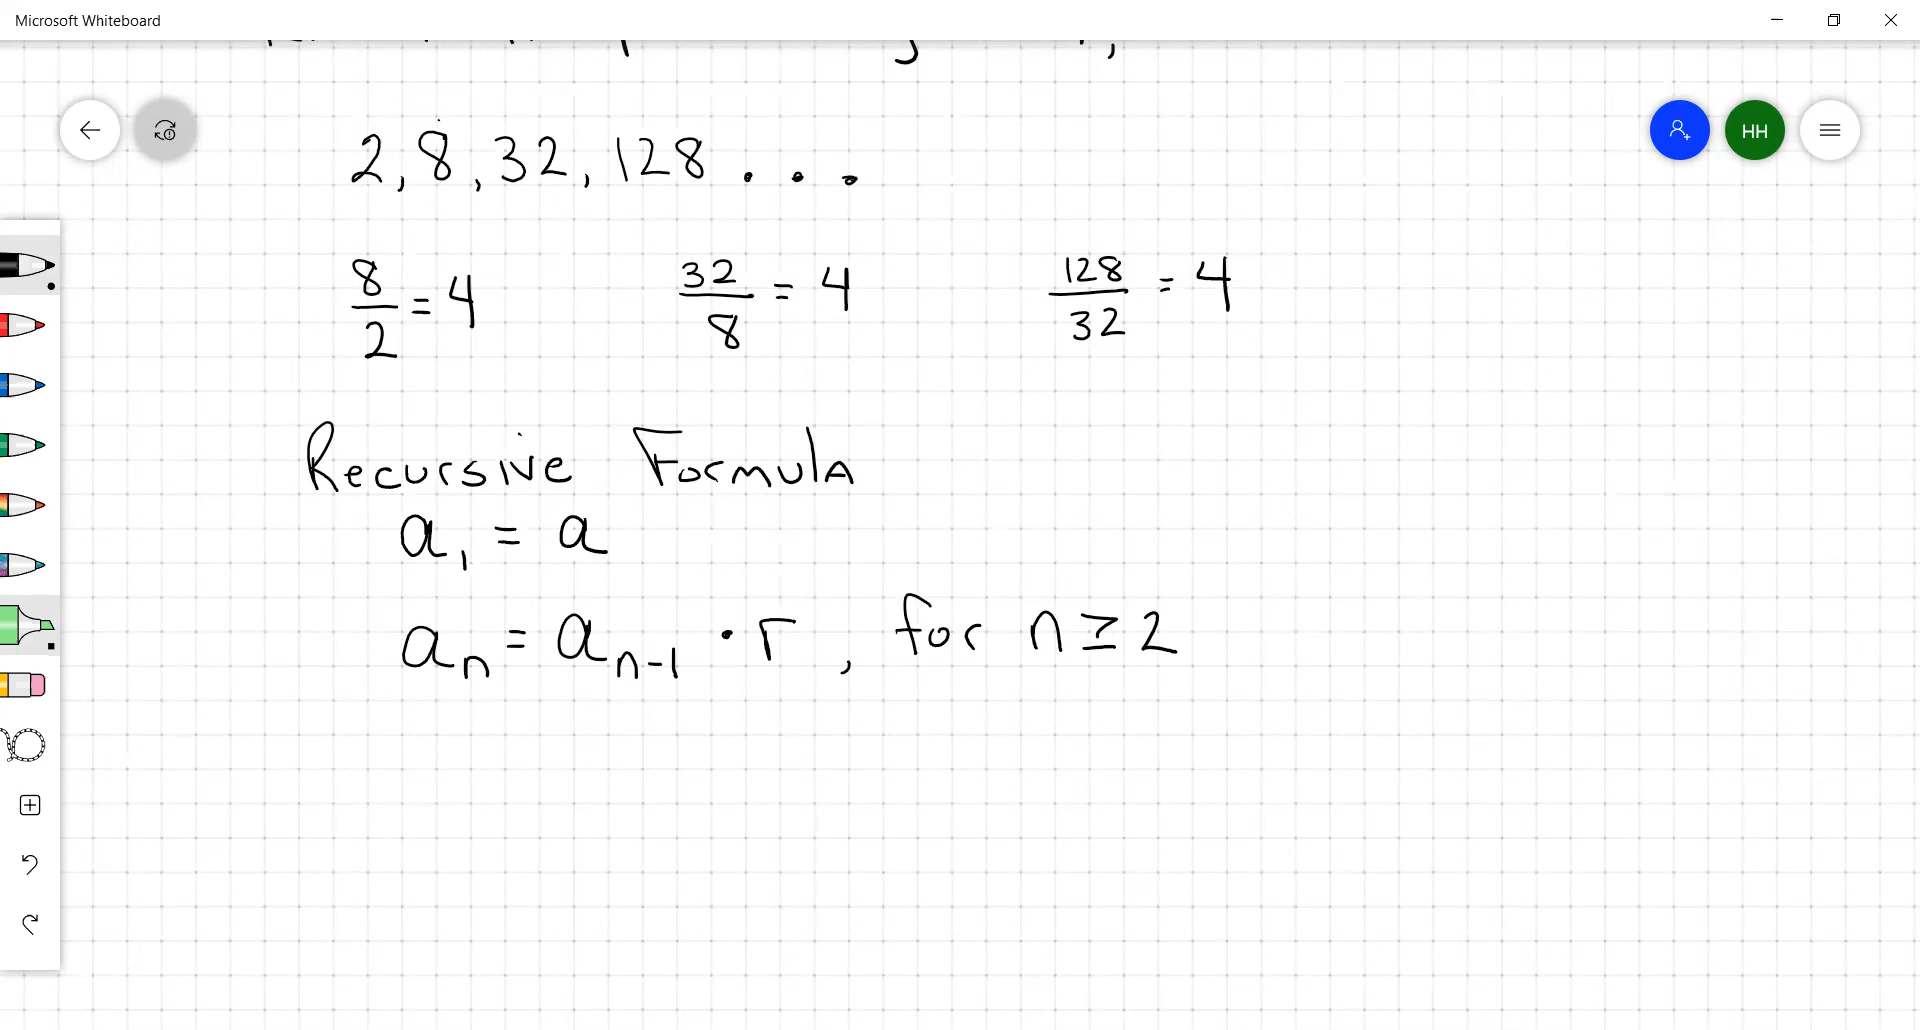 Microsoft Whiteboard
2, 8, 32, 128 . . .
HH
8/2 = 4 32/8 = 4 128/32 = 4
Recursive Formula
a₁ = a
aₙ = aₙ₋₁ · r , for n ≥ 2